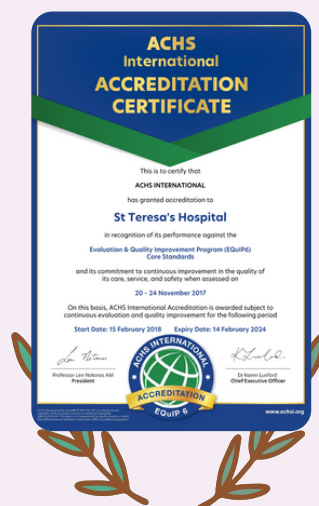 ACHS
International
ACCREDITATION
CERTIFICATE
This is to certify that
ACHS INTERNATIONAL
has granted accreditation to
St Teresa's Hospital
in recognition of its performance against the
Evaluation & Quality Improvement Program (EQuIP6)
Core Standards
and its commitment to continuous improvement in the quality of
its care, service, and safety when assessed on
20 – 24 November 2017
On this basis, ACHS International Accreditation is awarded subject to
continuous evaluation and quality improvement for the following period
Start Date: 15 February 2018 Expiry Date: 14 February 2024
Professor Len Notaras AM
President
Dr Karen Luxford
Chief Executive Officer
ACHS INTERNATIONAL
ACCREDITATION
EQuIP 6
www.achsi.org